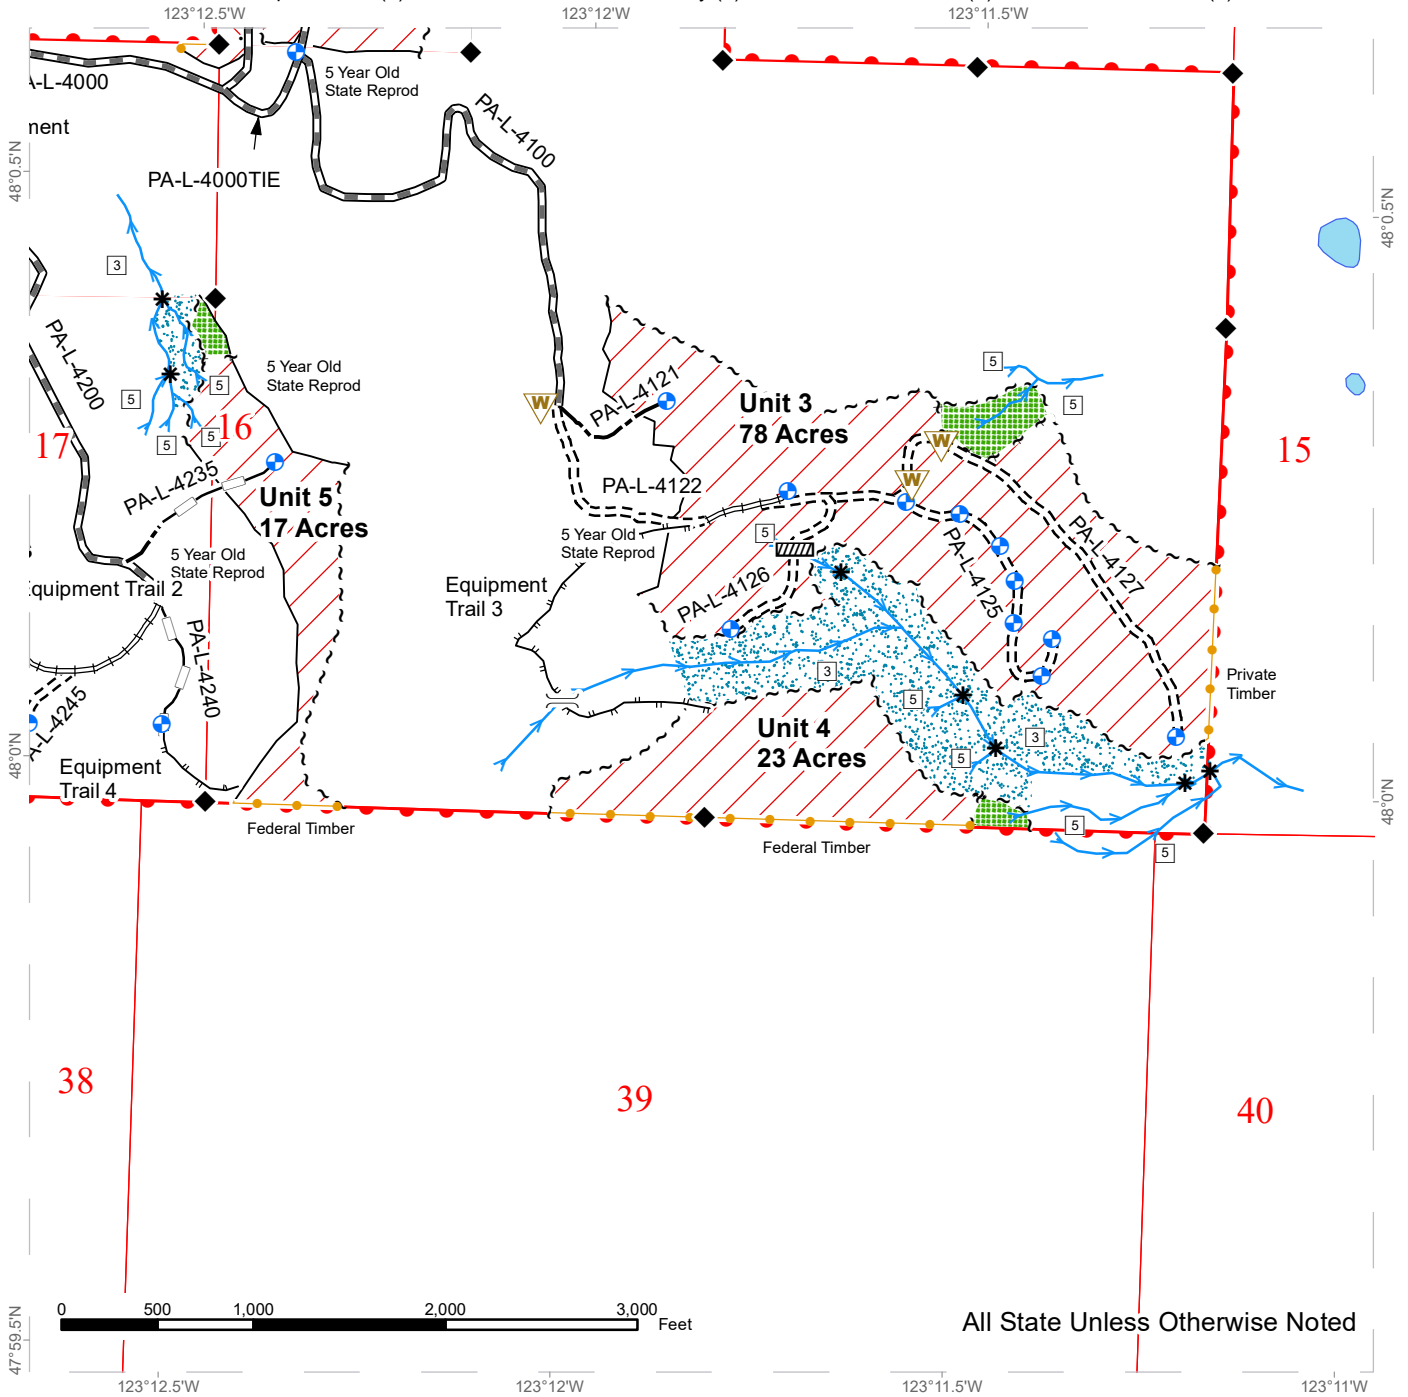 123°12.5'W
123°12'W
123°11.5'W
A-L-4000
5 Year Old
State Reprod
PA-L-4100
ment
PA-L-4000TIE
48°0.5'N
48°0.5'N
3
PA-L-4200
5 Year Old
State Reprod
5
5
5
5
16
17
PA-L-4235
Unit 5
17 Acres
5 Year Old
State Reprod
Equipment Trail 2
PA-L-4240
A-L-4245
Equipment
Trail 4
48°0'N
Federal Timber
W
PA-L-4121
Unit 3
78 Acres
5
5
W
W
15
PA-L-4122
5 Year Old
State Reprod
5
PA-L-4126
PA-L-4125
PA-L-4127
Equipment
Trail 3
3
5
3
5
Private
Timber
Unit 4
23 Acres
48°0'N
Federal Timber
5
5
38
39
40
0
500
1,000
2,000
3,000
Feet
All State Unless Otherwise Noted
47°59.5'N
123°12.5'W
123°12'W
123°11.5'W
123°11'W